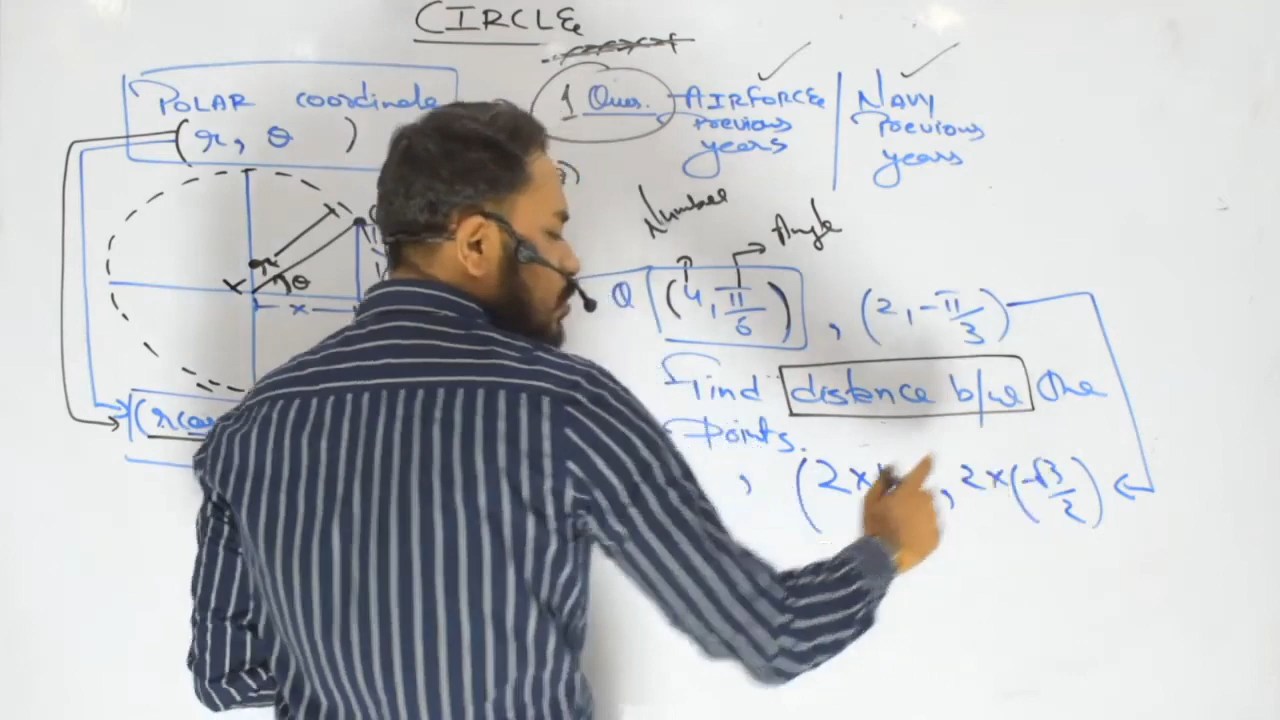 CIRCLE
POLAR coordinate
(r, θ )
r
θ
x
(rcos
1 Ques.
AIRFORCE
Previous
years
NAVY
Previous
years
Number
Angle
Q (4, π/6) , (2, -π/3)
Find distance b/w the
Points.
, (2× , 2×(-√3/2)